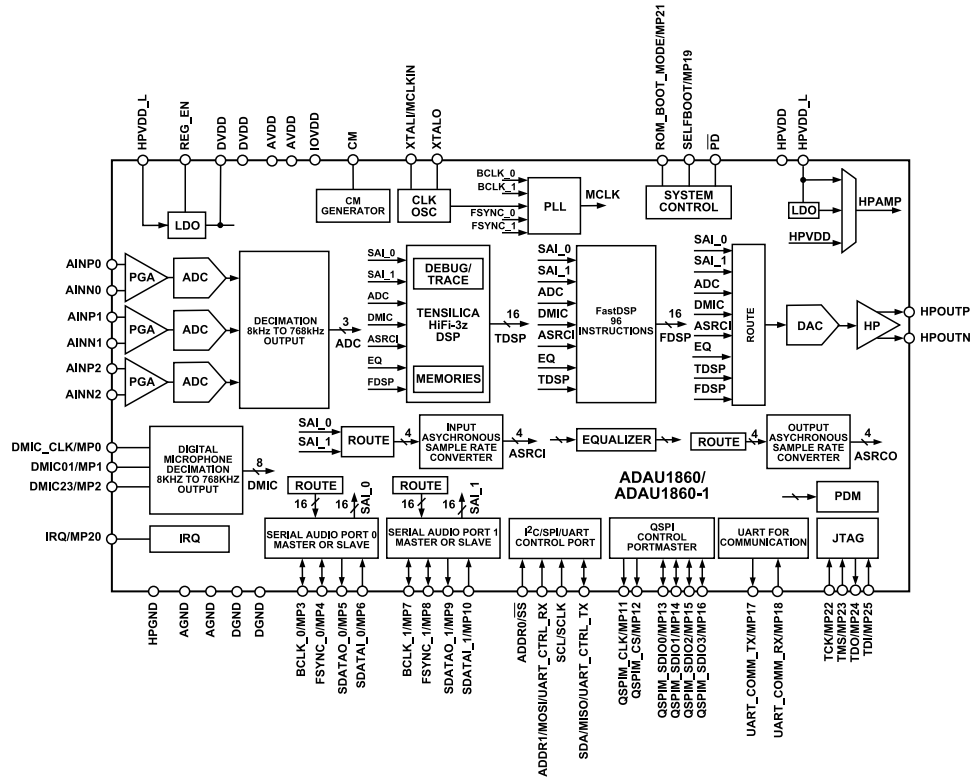 HPVDD_L
REG_EN
DVDD
DVDD
AVDD
AVDD
IOVDD
CM
XTALI/MCLKIN
XTALO
ROM_BOOT_MODE/MP21
SELFBOOT/MP19
PD
HPVDD
HPVDD_L
LDO
CM
GENERATOR
CLK
OSC
BCLK_0
BCLK_1
FSYNC_0
FSYNC_1
PLL
MCLK
SYSTEM
CONTROL
LDO
HPVDD
HPAMP
AINP0
AINN0
AINP1
AINN1
AINP2
AINN2
PGA
ADC
PGA
ADC
PGA
ADC
DECIMATION
8kHz TO 768kHz
OUTPUT
3
ADC
SAI_0
SAI_1
ADC
DMIC
ASRCI
EQ
FDSP
DEBUG/
TRACE
TENSILICA
HiFi-3z
DSP
MEMORIES
16
TDSP
SAI_0
SAI_1
ADC
DMIC
ASRCI
EQ
TDSP
FastDSP
96
INSTRUCTIONS
16
FDSP
SAI_0
SAI_1
ADC
DMIC
ASRCI
EQ
TDSP
FDSP
ROUTE
DAC
HP
HPOUTP
HPOUTN
DMIC_CLK/MP0
DMIC01/MP1
DMIC23/MP2
DIGITAL
MICROPHONE
DECIMATION
8KHZ TO 768KHZ
OUTPUT
8
DMIC
SAI_0
SAI_1
ROUTE
4
INPUT
ASYCHRONOUS
SAMPLE RATE
CONVERTER
4
ASRCI
EQUALIZER
ROUTE
4
OUTPUT
ASYCHRONOUS
SAMPLE RATE
CONVERTER
4
ASRCO
ADAU1860/
ADAU1860-1
PDM
IRQ/MP20
IRQ
ROUTE
16
16
SAI_0
SERIAL AUDIO PORT 0
MASTER OR SLAVE
ROUTE
16
16
SAI_1
SERIAL AUDIO PORT 1
MASTER OR SLAVE
I2C/SPI/UART
CONTROL PORT
QSPI
CONTROL
PORTMASTER
UART FOR
COMMUNICATION
JTAG
HPGND
AGND
AGND
DGND
DGND
BCLK_0/MP3
FSYNC_0/MP4
SDATAO_0/MP5
SDATAI_0/MP6
BCLK_1/MP7
FSYNC_1/MP8
SDATAO_1/MP9
SDATAI_1/MP10
ADDR0/SS
ADDR1/MOSI/UART_CTRL_RX
SCL/SCLK
SDA/MISO/UART_CTRL_TX
QSPIM_CLK/MP11
QSPIM_CS/MP12
QSPIM_SDIO0/MP13
QSPIM_SDIO1/MP14
QSPIM_SDIO2/MP15
QSPIM_SDIO3/MP16
UART_COMM_TX/MP17
UART_COMM_RX/MP18
TCK/MP22
TMS/MP23
TDO/MP24
TDI/MP25